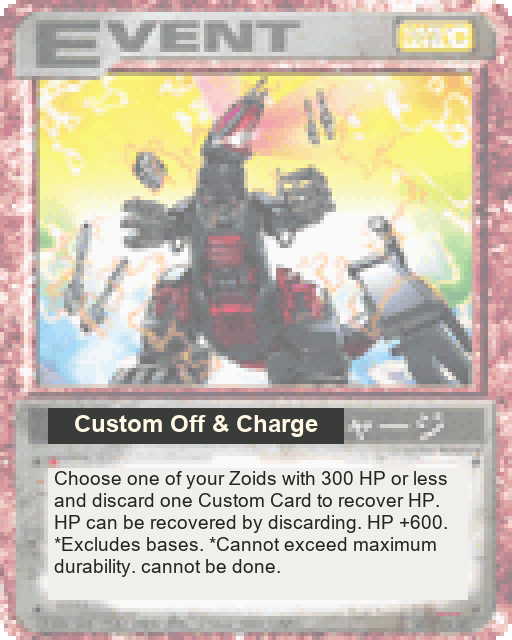 EVENT
Custom Off & Charge
Choose one of your Zoids with 300 HP or less
and discard one Custom Card to recover HP.
HP can be recovered by discarding. HP +600.
*Excludes bases. *Cannot exceed maximum
durability. cannot be done.